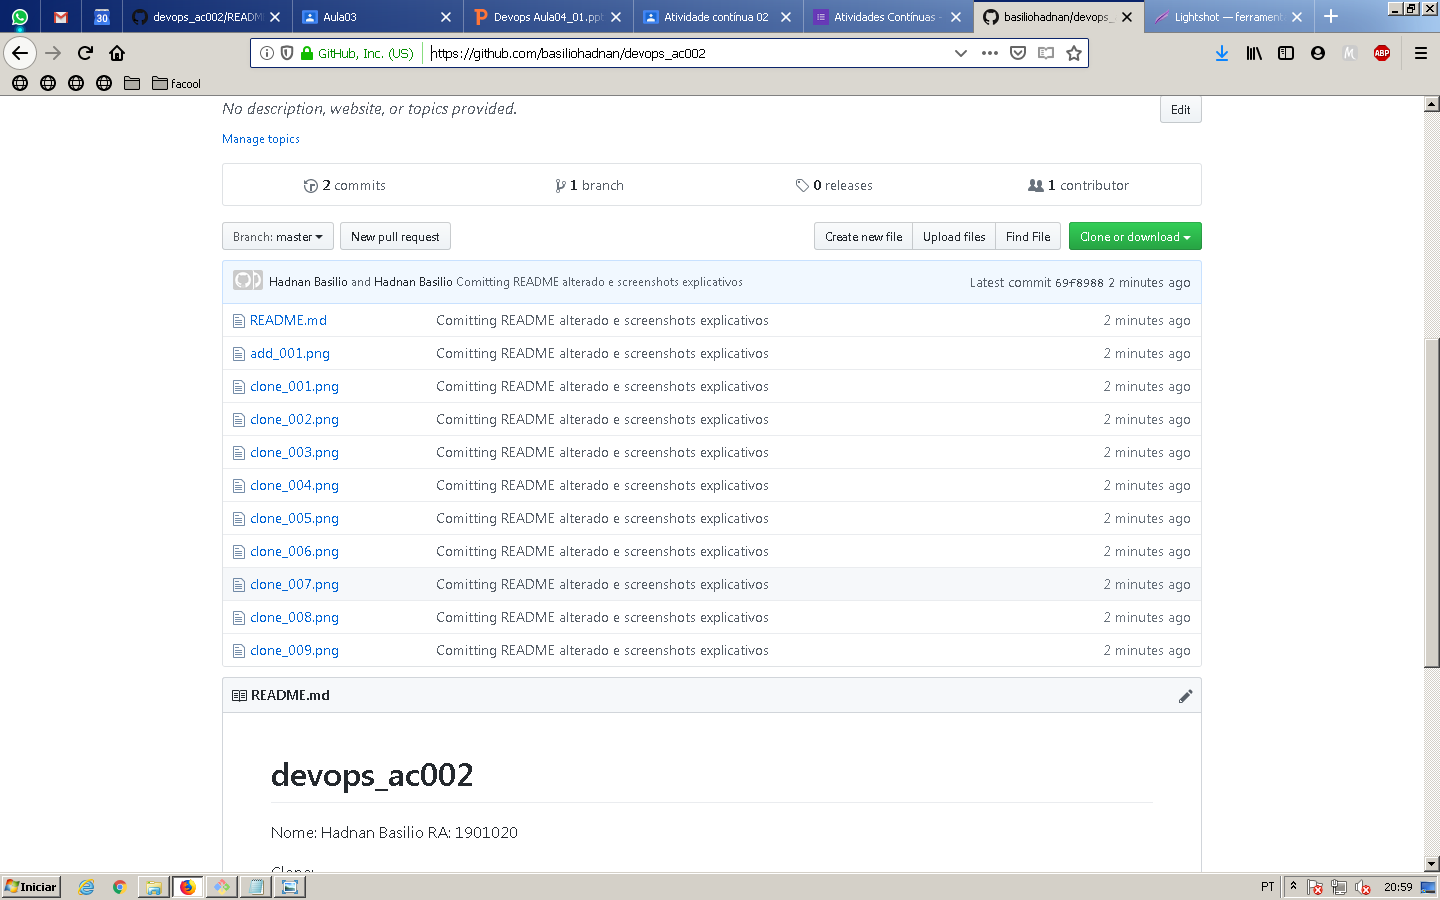 30 devops_ac002/READM Aula03 Devops Aula04_01.ppt Atividade contínua 02 Atividades Contínuas - basiliohadnan/devops_ Lightshot — ferrament
GitHub, Inc. (US) https://github.com/basiliohadnan/devops_ac002 ABP
facool
No description, website, or topics provided. Edit
Manage topics
2 commits 1 branch 0 releases 1 contributor
Branch: master New pull request Create new file Upload files Find File Clone or download
Hadnan Basilio and Hadnan Basilio Comitting README alterado e screenshots explicativos Latest commit 69f8988 2 minutes ago
README.md Comitting README alterado e screenshots explicativos 2 minutes ago
add_001.png Comitting README alterado e screenshots explicativos 2 minutes ago
clone_001.png Comitting README alterado e screenshots explicativos 2 minutes ago
clone_002.png Comitting README alterado e screenshots explicativos 2 minutes ago
clone_003.png Comitting README alterado e screenshots explicativos 2 minutes ago
clone_004.png Comitting README alterado e screenshots explicativos 2 minutes ago
clone_005.png Comitting README alterado e screenshots explicativos 2 minutes ago
clone_006.png Comitting README alterado e screenshots explicativos 2 minutes ago
clone_007.png Comitting README alterado e screenshots explicativos 2 minutes ago
clone_008.png Comitting README alterado e screenshots explicativos 2 minutes ago
clone_009.png Comitting README alterado e screenshots explicativos 2 minutes ago
README.md
devops_ac002
Nome: Hadnan Basilio RA: 1901020
Clone:
Iniciar PT 20:59